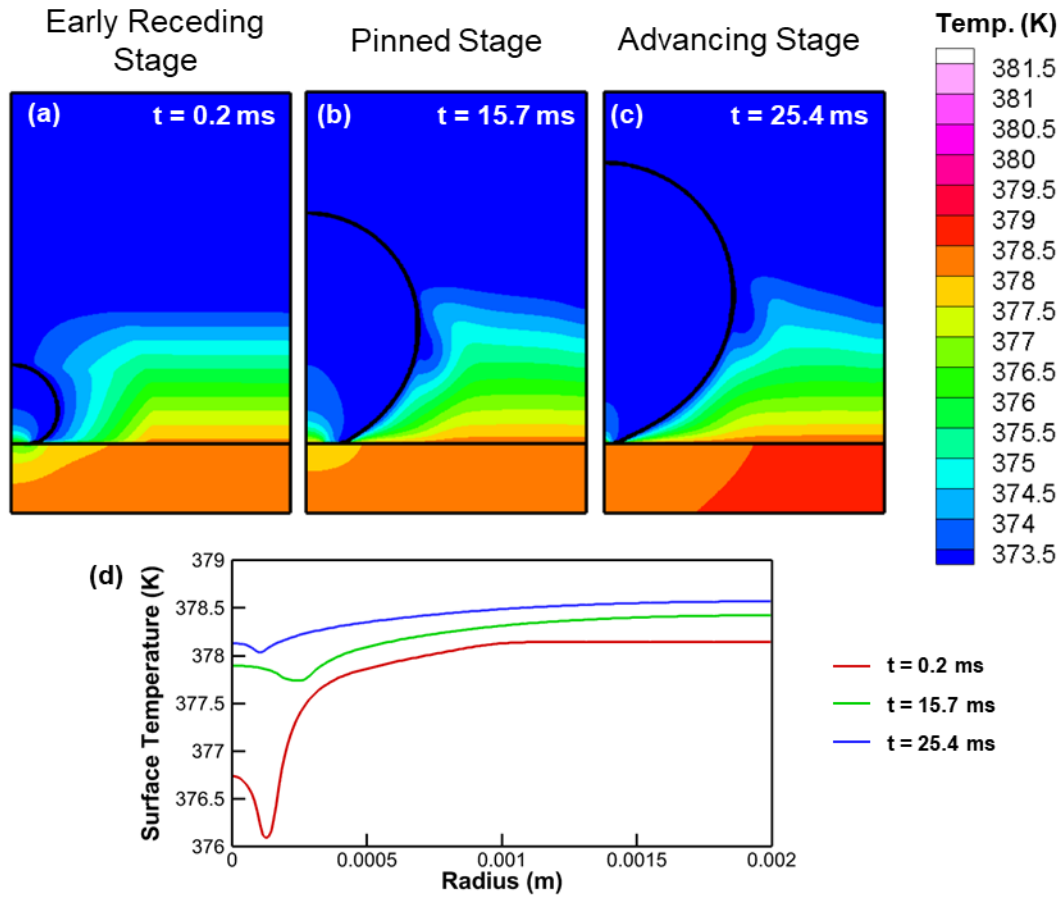 Early Receding
Stage
Pinned Stage
Advancing Stage
Temp. (K)
(a)
t = 0.2 ms
(b)
t = 15.7 ms
(c)
t = 25.4 ms
381.5
381
380.5
380
379.5
379
378.5
378
377.5
377
376.5
376
375.5
375
374.5
374
373.5
(d)
Surface Temperature (K)
379
378.5
378
377.5
377
376.5
376
0
0.0005
0.001
0.0015
0.002
Radius (m)
t = 0.2 ms
t = 15.7 ms
t = 25.4 ms